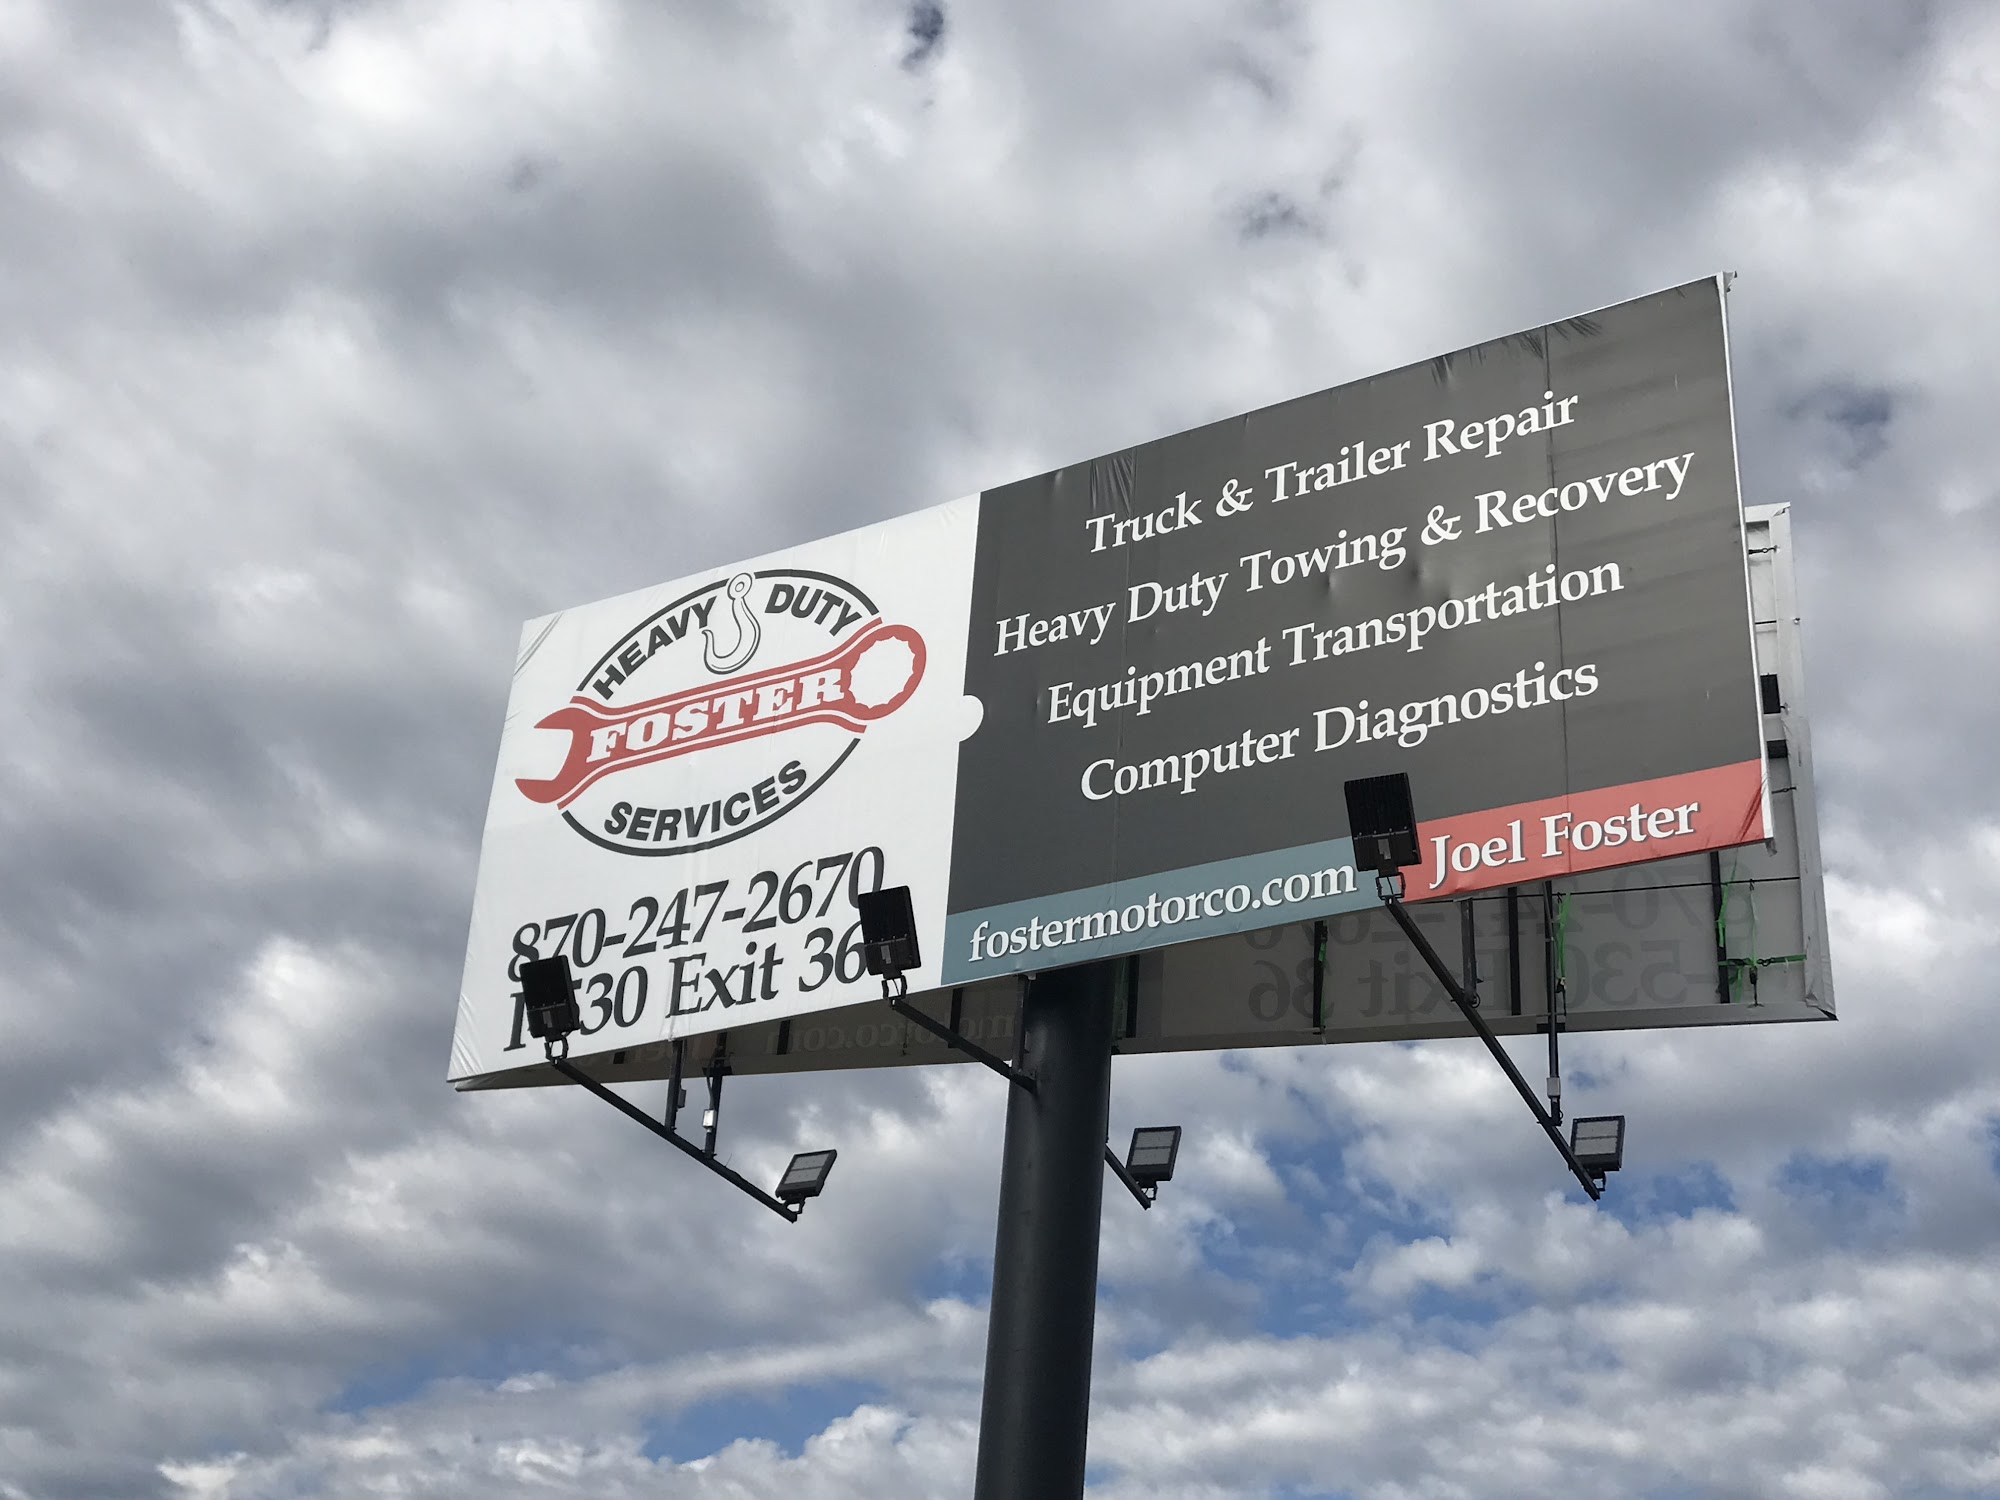 HEAVY DUTY
FOSTER
SERVICES
870-247-2670
I-530 Exit 36
Truck & Trailer Repair
Heavy Duty Towing & Recovery
Equipment Transportation
Computer Diagnostics
fostermotorco.com
Joel Foster